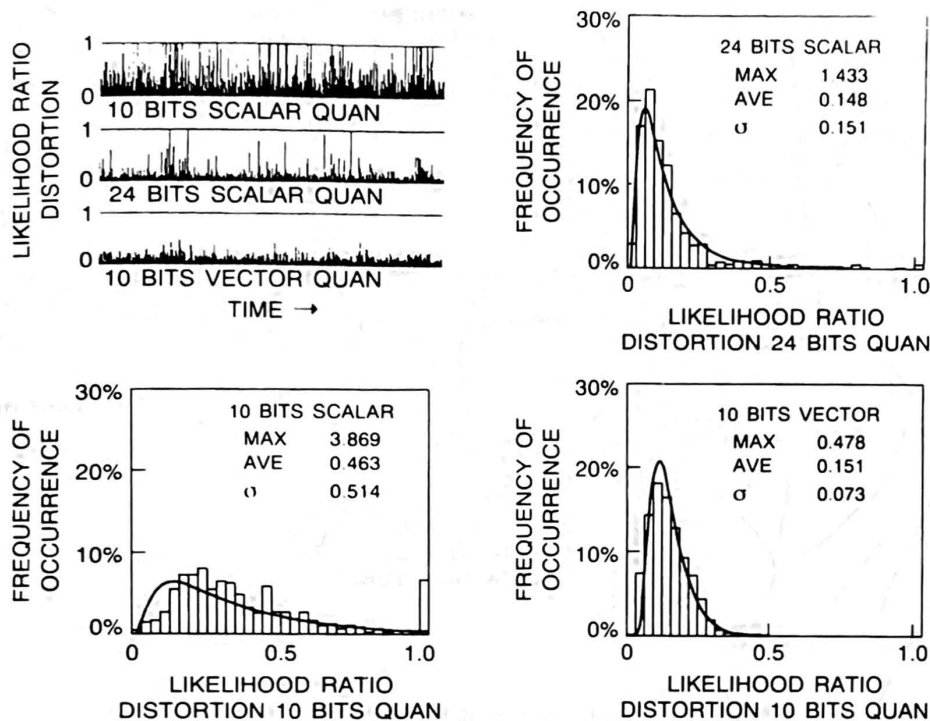 LIKELIHOOD RATIO
DISTORTION
1
0
10 BITS SCALAR QUAN
1
0
24 BITS SCALAR QUAN
1
0
10 BITS VECTOR QUAN
TIME →
FREQUENCY OF
OCCURRENCE
30%
20%
10%
0%
24 BITS SCALAR
MAX 1.433
AVE 0.148
σ 0.151
0 0.5 1.0
LIKELIHOOD RATIO
DISTORTION 24 BITS QUAN
FREQUENCY OF
OCCURRENCE
30%
20%
10%
0%
10 BITS SCALAR
MAX 3.869
AVE 0.463
σ 0.514
0 0.5 1.0
LIKELIHOOD RATIO
DISTORTION 10 BITS QUAN
FREQUENCY OF
OCCURRENCE
30%
20%
10%
0%
10 BITS VECTOR
MAX 0.478
AVE 0.151
σ 0.073
0 0.5 1.0
LIKELIHOOD RATIO
DISTORTION 10 BITS QUAN